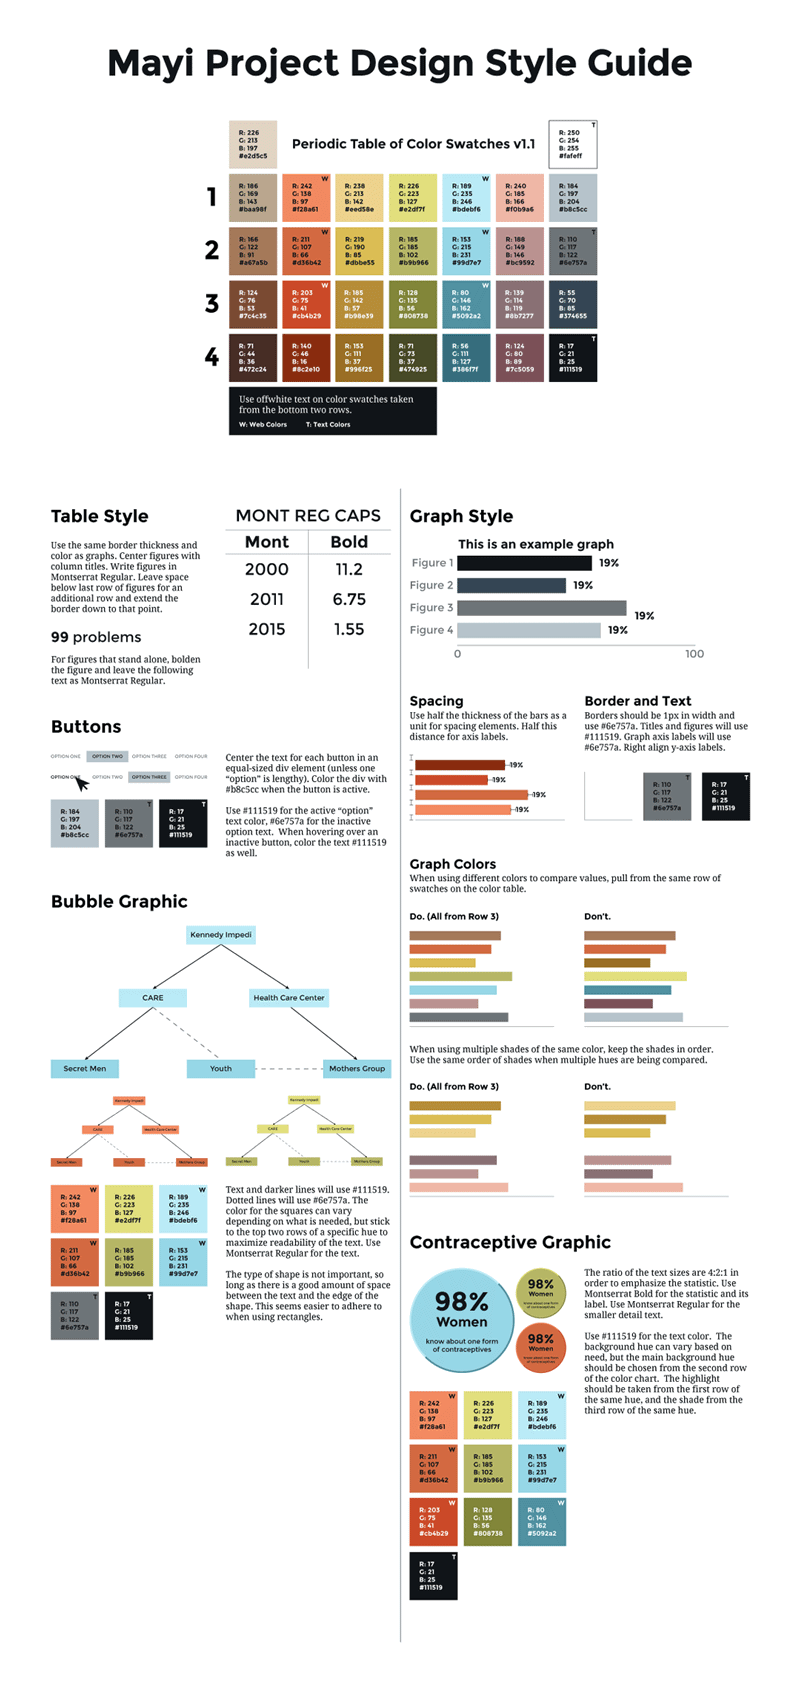 Mayi Project Design Style Guide
R: 226
G: 213
B: 197
#e2d5c5
Periodic Table of Color Swatches v1.1
T
R: 250
G: 254
B: 255
#fafeff
1
R: 186
G: 169
B: 143
#baa98f
W
R: 242
G: 138
B: 97
#f28a61
R: 238
G: 213
B: 142
#eed58e
R: 226
G: 223
B: 127
#e2df7f
W
R: 189
G: 235
B: 246
#bdebf6
R: 240
G: 185
B: 166
#f0b9a6
R: 184
G: 197
B: 204
#b8c5cc
2
R: 166
G: 122
B: 91
#a67a5b
W
R: 211
G: 107
B: 66
#d36b42
R: 219
G: 190
B: 85
#dbbe55
R: 185
G: 185
B: 102
#b9b966
W
R: 153
G: 215
B: 231
#99d7e7
R: 188
G: 149
B: 146
#bc9592
T
R: 110
G: 117
B: 122
#6e757a
3
R: 124
G: 76
B: 53
#7c4c35
W
R: 203
G: 75
B: 41
#cb4b29
R: 185
G: 142
B: 57
#b98e39
R: 128
G: 135
B: 56
#808738
W
R: 80
G: 146
B: 162
#5092a2
R: 139
G: 114
B: 119
#8b7277
R: 55
G: 70
B: 85
#374655
4
R: 71
G: 44
B: 36
#472c24
R: 140
G: 46
B: 16
#8c2e10
R: 153
G: 111
B: 37
#996f25
R: 71
G: 73
B: 37
#474925
R: 56
G: 111
B: 127
#386f7f
R: 124
G: 80
B: 89
#7c5059
T
R: 17
G: 21
B: 25
#111519
Use offwhite text on color swatches taken
from the bottom two rows.
W: Web Colors T: Text Colors
Table Style
Use the same border thickness and
color as graphs. Center figures with
column titles. Write figures in
Montserrat Regular. Leave space
below last row of figures for an
additional row and extend the
border down to that point.
99 problems
For figures that stand alone, bolden
the figure and leave the following
text as Montserrat Regular.
MONT REG CAPS
Mont Bold
2000 11.2
2011 6.75
2015 1.55
Buttons
OPTION ONE OPTION TWO OPTION THREE OPTION FOUR
OPTION ONE OPTION TWO OPTION THREE OPTION FOUR
R: 184
G: 197
B: 204
#b8c5cc
T
R: 110
G: 117
B: 122
#6e757a
T
R: 17
G: 21
B: 25
#111519
Center the text for each button in an
equal-sized div element (unless one
“option” is lengthy). Color the div with
#b8c5cc when the button is active.
Use #111519 for the active “option”
text color, #6e757a for the inactive
option text. When hovering over an
inactive button, color the text #111519
as well.
Bubble Graphic
Kennedy Impedi
CARE Health Care Center
Secret Men Youth Mothers Group
Kennedy Impedi
CARE Health Care Center
Secret Men Youth Mothers Group
Kennedy Impedi
CARE Health Care Center
Secret Men Youth Mothers Group
W
R: 242
G: 138
B: 97
#f28a61
R: 226
G: 223
B: 127
#e2df7f
W
R: 189
G: 235
B: 246
#bdebf6
W
R: 211
G: 107
B: 66
#d36b42
R: 185
G: 185
B: 102
#b9b966
W
R: 153
G: 215
B: 231
#99d7e7
T
R: 110
G: 117
B: 122
#6e757a
T
R: 17
G: 21
B: 25
#111519
Text and darker lines will use #111519.
Dotted lines will use #6e757a. The
color for the squares can vary
depending on what is needed, but stick
to the top two rows of a specific hue to
maximize readability of the text. Use
Montserrat Regular for the text.
The type of shape is not important, so
long as there is a good amount of space
between the text and the edge of the
shape. This seems easier to adhere to
when using rectangles.
Graph Style
This is an example graph
Figure 1 19%
Figure 2 19%
Figure 3 19%
Figure 4 19%
0 100
Spacing
Use half the thickness of the bars as a
unit for spacing elements. Half this
distance for axis labels.
19%
19%
19%
19%
Border and Text
Borders should be 1px in width and
use #6e757a. Titles and figures will use
#111519. Graph axis labels will use
#6e757a. Right align y-axis labels.
T
R: 110
G: 117
B: 122
#6e757a
T
R: 17
G: 21
B: 25
#111519
Graph Colors
When using different colors to compare values, pull from the same row of
swatches on the color table.
Do. (All from Row 3) Don't.
When using multiple shades of the same color, keep the shades in order.
Use the same order of shades when multiple hues are being compared.
Do. (All from Row 3) Don't.
Contraceptive Graphic
98%
Women
know about one form
of contraceptives
98%
Women
know about one form
of contraceptives
98%
Women
know about one form
of contraceptives
The ratio of the text sizes are 4:2:1 in
order to emphasize the statistic. Use
Montserrat Bold for the statistic and its
label. Use Montserrat Regular for the
smaller detail text.
Use #111519 for the text color. The
background hue can vary based on
need, but the main background hue
should be chosen from the second row
of the color chart. The highlight
should be taken from the first row of
the same hue, and the shade from the
third row of the same hue.
W
R: 242
G: 138
B: 97
#f28a61
R: 226
G: 223
B: 127
#e2df7f
W
R: 189
G: 235
B: 246
#bdebf6
W
R: 211
G: 107
B: 66
#d36b42
R: 185
G: 185
B: 102
#b9b966
W
R: 153
G: 215
B: 231
#99d7e7
W
R: 203
G: 75
B: 41
#cb4b29
R: 128
G: 135
B: 56
#808738
W
R: 80
G: 146
B: 162
#5092a2
T
R: 17
G: 21
B: 25
#111519